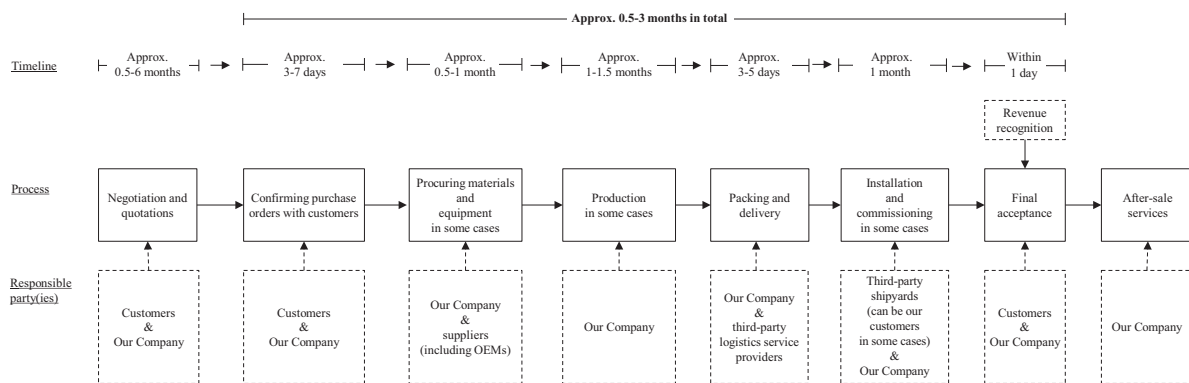 Approx. 0.5-3 months in total
Timeline
Approx.
0.5-6 months
Approx.
3-7 days
Approx.
0.5-1 month
Approx.
1-1.5 months
Approx.
3-5 days
Approx.
1 month
Within
1 day
Revenue
recognition
Process
Negotiation and
quotations
Confirming purchase
orders with customers
Procuring materials
and
equipment
in some cases
Production
in some cases
Packing and
delivery
Installation
and
commissioning
in some cases
Final
acceptance
After-sale
services
Responsible
party(ies)
Customers
&
Our Company
Customers
&
Our Company
Our Company
&
suppliers
(including OEMs)
Our Company
Our Company
&
third-party
logistics service
providers
Third-party
shipyards
(can be our
customers
in some cases)
&
Our Company
Customers
&
Our Company
Our Company